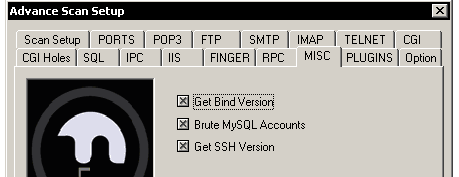 Advance Scan Setup
Scan Setup PORTS POP3 FTP SMTP IMAP TELNET CGI
CGI Holes SQL IPC IIS FINGER RPC MISC PLUGINS Option
Get Bind Version
Brute MySQL Accounts
Get SSH Version